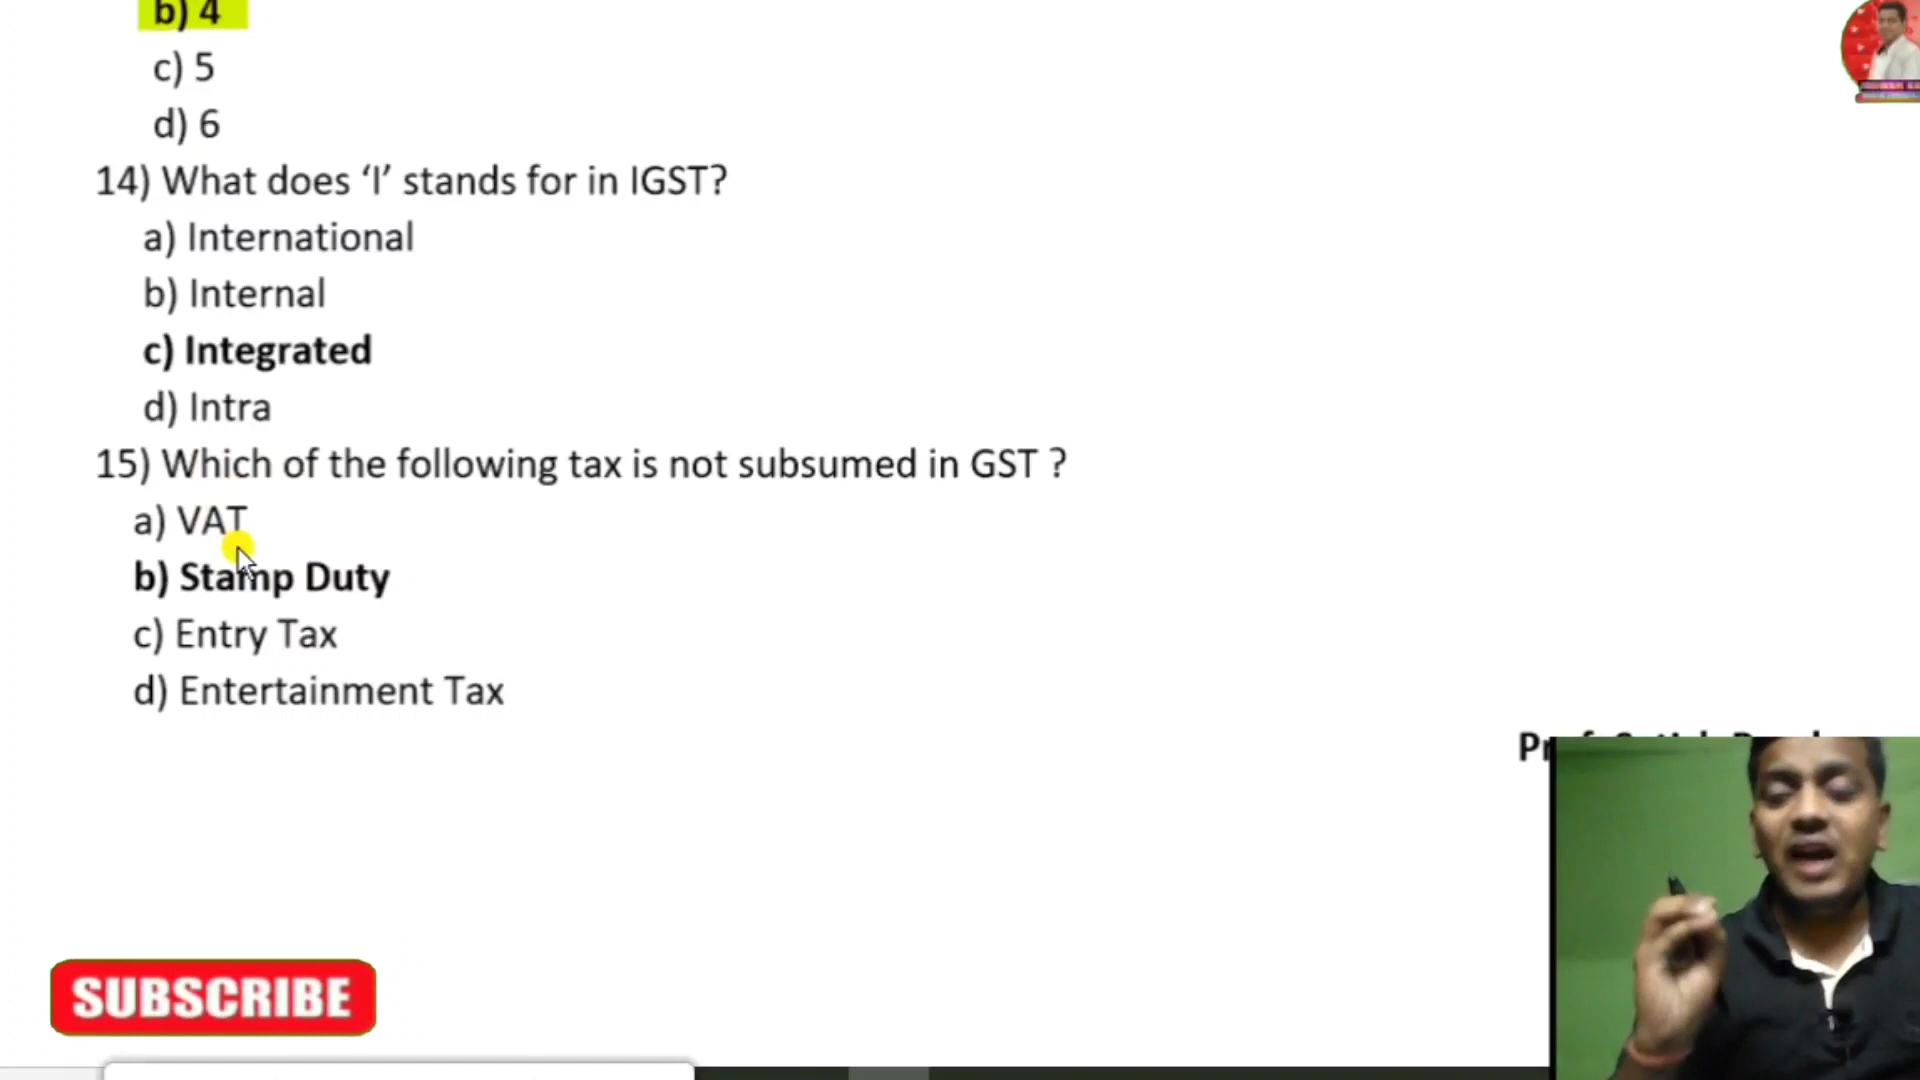 b) 4
c) 5
d) 6
14) What does ‘I’ stands for in IGST?
a) International
b) Internal
c) Integrated
d) Intra
15) Which of the following tax is not subsumed in GST ?
a) VAT
b) Stamp Duty
c) Entry Tax
d) Entertainment Tax
SUBSCRIBE